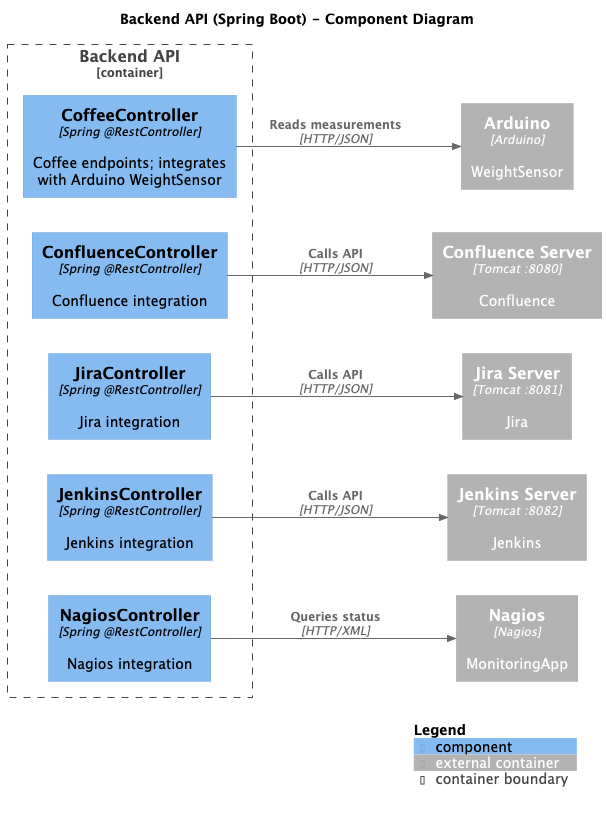 Backend API (Spring Boot) – Component Diagram
Backend API
[container]
CoffeeController
[Spring @RestController]
Coffee endpoints; integrates
with Arduino WeightSensor
Reads measurements
[HTTP/JSON]
Arduino
[Arduino]
WeightSensor
ConfluenceController
[Spring @RestController]
Confluence integration
Calls API
[HTTP/JSON]
Confluence Server
[Tomcat :8080]
Confluence
JiraController
[Spring @RestController]
Jira integration
Calls API
[HTTP/JSON]
Jira Server
[Tomcat :8081]
Jira
JenkinsController
[Spring @RestController]
Jenkins integration
Calls API
[HTTP/JSON]
Jenkins Server
[Tomcat :8082]
Jenkins
NagiosController
[Spring @RestController]
Nagios integration
Queries status
[HTTP/XML]
Nagios
[Nagios]
MonitoringApp
Legend
component
external container
container boundary